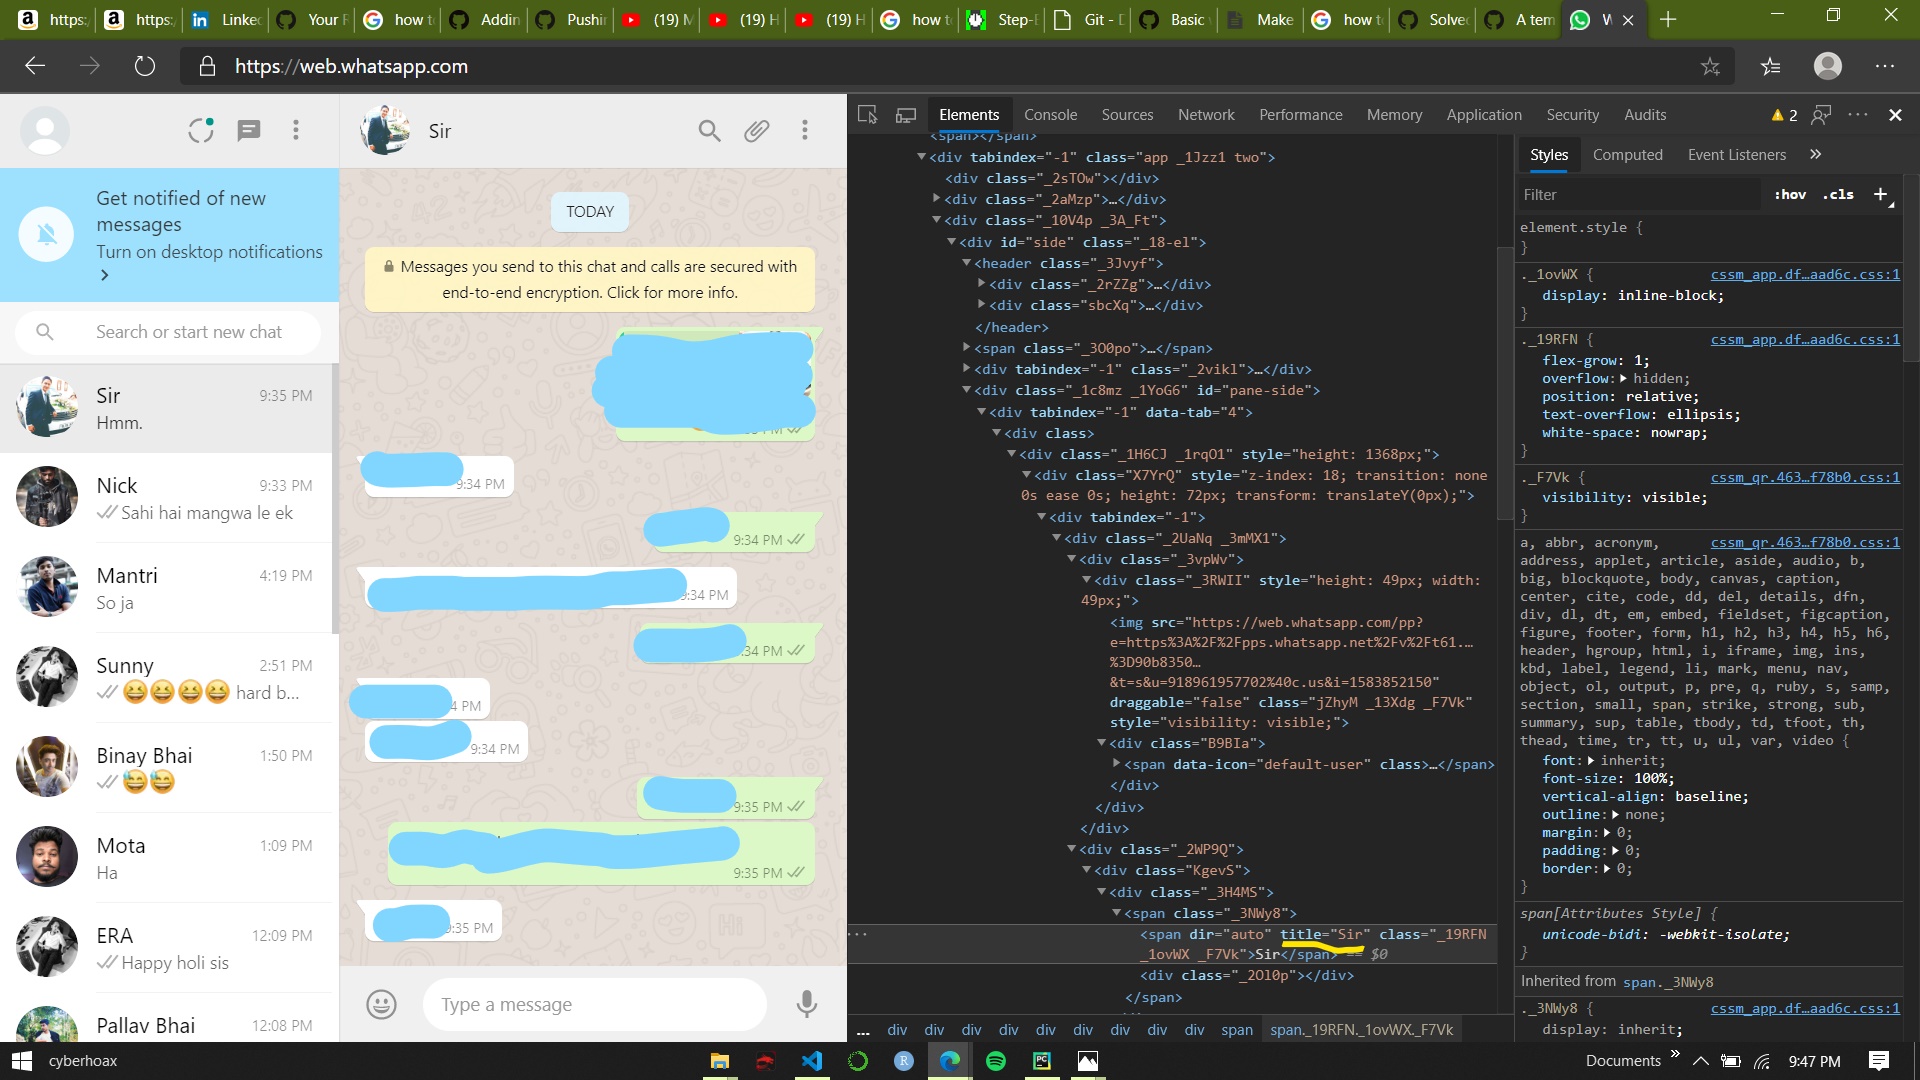 https:
https:
Linke
Your F
how t
Addin
Pushin
(19) M
(19) H
(19) H
how t
Step-
Git - D
Basic
Make
how t
Solve
A tem
W
https://web.whatsapp.com
Sir
Get notified of new
messages
Turn on desktop notifications
Search or start new chat
Sir
9:35 PM
Hmm.
Nick
9:33 PM
Sahi hai mangwa le ek
Mantri
4:19 PM
So ja
Sunny
2:51 PM
hard b...
Binay Bhai
1:50 PM
Mota
1:09 PM
Ha
ERA
12:09 PM
Happy holi sis
Pallav Bhai
12:08 PM
TODAY
Messages you send to this chat and calls are secured with
end-to-end encryption. Click for more info.
9:34 PM
9:34 PM
:34 PM
:34 PM
4 PM
9:34 PM
9:35 PM
9:35 PM
:35 PM
Type a message
Elements Console Sources Network Performance Memory Application Security Audits
2
<span></span>
<div tabindex="-1" class="app _1Jzz1 two">
<div class="_2sTOw"></div>
<div class="_2aMzp">…</div>
<div class="_10V4p _3A_Ft">
<div id="side" class="_18-el">
<header class="_3Jvyf">
<div class="_2rZZg">…</div>
<div class="sbcXq">…</div>
</header>
<span class="_3O0po">…</span>
<div tabindex="-1" class="_2vikl">…</div>
<div class="_1c8mz _1YoG6" id="pane-side">
<div tabindex="-1" data-tab="4">
<div class>
<div class="_1H6CJ _1rqO1" style="height: 1368px;">
<div class="X7YrQ" style="z-index: 18; transition: none
0s ease 0s; height: 72px; transform: translateY(0px);">
<div tabindex="-1">
<div class="_2UaNq _3mMX1">
<div class="_3vpWv">
<div class="_3RWII" style="height: 49px; width:
49px;">
<img src="https://web.whatsapp.com/pp?
e=https%3A%2F%2Fpps.whatsapp.net%2Fv%2Ft61.…
%3D90b8350…
&t=s&u=918961957702%40c.us&i=1583852150"
draggable="false" class="jZhyM _13Xdg _F7Vk"
style="visibility: visible;">
<div class="B9BIa">
<span data-icon="default-user" class>…</span>
</div>
</div>
</div>
<div class="_2WP9Q">
<div class="KgevS">
<div class="_3H4MS">
<span class="_3NWy8">
<span dir="auto" title="Sir" class="_19RFN
_1ovWX _F7Vk">Sir</span> == $0
<div class="_2Ol0p"></div>
</span>
... div div div div div div div div div span span._19RFN._1ovWX._F7Vk
Styles Computed Event Listeners »
Filter
:hov .cls +
element.style {
}
._1ovWX {
cssm_app.df…aad6c.css:1
display: inline-block;
}
._19RFN {
cssm_app.df…aad6c.css:1
flex-grow: 1;
overflow: hidden;
position: relative;
text-overflow: ellipsis;
white-space: nowrap;
}
._F7Vk {
cssm_qr.463…f78b0.css:1
visibility: visible;
}
a, abbr, acronym,
cssm_qr.463…f78b0.css:1
address, applet, article, aside, audio, b,
big, blockquote, body, canvas, caption,
center, cite, code, dd, del, details, dfn,
div, dl, dt, em, embed, fieldset, figcaption,
figure, footer, form, h1, h2, h3, h4, h5, h6,
header, hgroup, html, i, iframe, img, ins,
kbd, label, legend, li, mark, menu, nav,
object, ol, output, p, pre, q, ruby, s, samp,
section, small, span, strike, strong, sub,
summary, sup, table, tbody, td, tfoot, th,
thead, time, tr, tt, u, ul, var, video {
font: inherit;
font-size: 100%;
vertical-align: baseline;
outline: none;
margin: 0;
padding: 0;
border: 0;
}
span[Attributes Style] {
unicode-bidi: -webkit-isolate;
}
Inherited from span._3NWy8
._3NWy8 {
cssm_app.df…aad6c.css:1
display: inherit;
cyberhoax
Documents »
9:47 PM